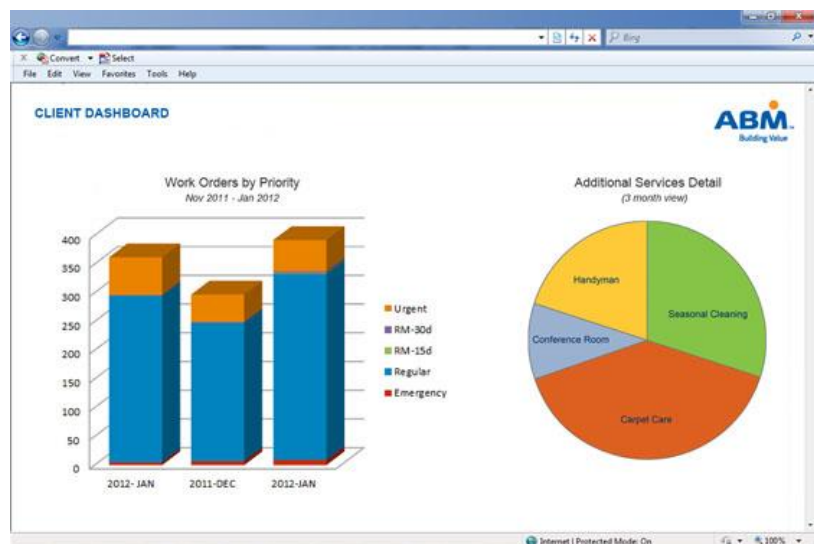 Bing
X Convert Select
File Edit View Favorites Tools Help
CLIENT DASHBOARD
ABM
Building Value
Work Orders by Priority
Nov 2011 - Jan 2012
400
350
300
250
200
150
100
50
0
2012- JAN
2011-DEC
2012-JAN
Urgent
RM-30d
RM-15d
Regular
Emergency
Additional Services Detail
(3 month view)
Handyman
Seasonal Cleaning
Conference Room
Carpet Care
Internet | Protected Mode: On
100%